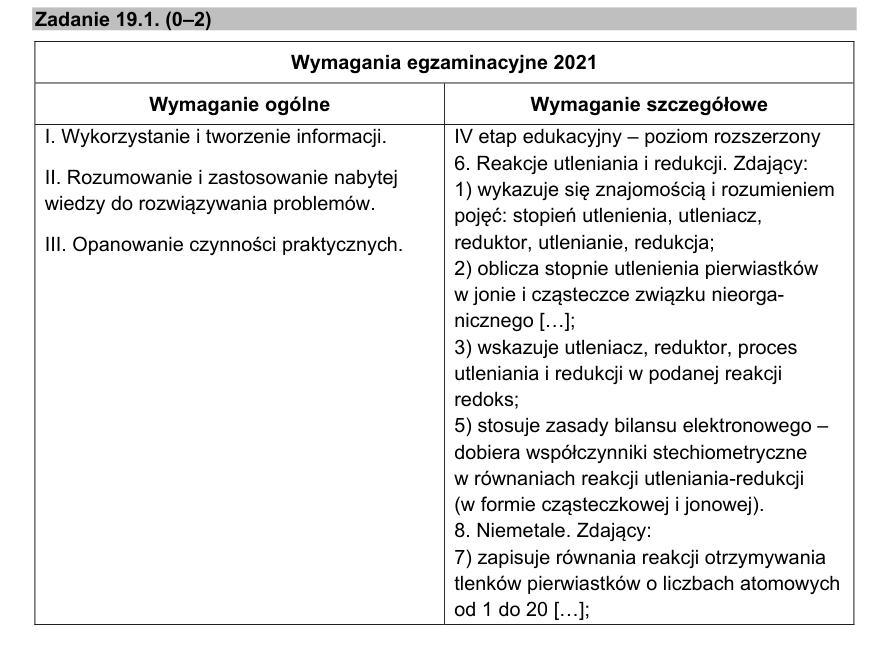 Zadanie 19.1. (0–2)
Wymagania egzaminacyjne 2021
Wymaganie ogólne
Wymaganie szczegółowe
I. Wykorzystanie i tworzenie informacji.
II. Rozumowanie i zastosowanie nabytej
wiedzy do rozwiązywania problemów.
III. Opanowanie czynności praktycznych.
IV etap edukacyjny – poziom rozszerzony
6. Reakcje utleniania i redukcji. Zdający:
1) wykazuje się znajomością i rozumieniem
pojęć: stopień utlenienia, utleniacz,
reduktor, utlenianie, redukcja;
2) oblicza stopnie utlenienia pierwiastków
w jonie i cząsteczce związku nieorga-
nicznego […];
3) wskazuje utleniacz, reduktor, proces
utleniania i redukcji w podanej reakcji
redoks;
5) stosuje zasady bilansu elektronowego –
dobiera współczynniki stechiometryczne
w równaniach reakcji utleniania-redukcji
(w formie cząsteczkowej i jonowej).
8. Niemetale. Zdający:
7) zapisuje równania reakcji otrzymywania
tlenków pierwiastków o liczbach atomowych
od 1 do 20 […];